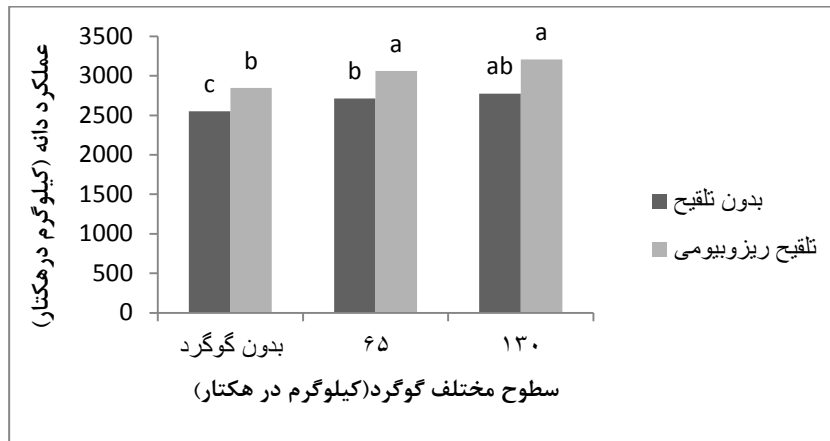 عملکرد دانه (کیلوگرم درهکتار)
3500
3000
2500
2000
1500
1000
500
0
c b b a ab a
بدون گوگرد ۶۵ ۱۳۰
سطوح مختلف گوگرد(کیلوگرم در هکتار)
بدون تلقیح
تلقیح ریزوبیومی